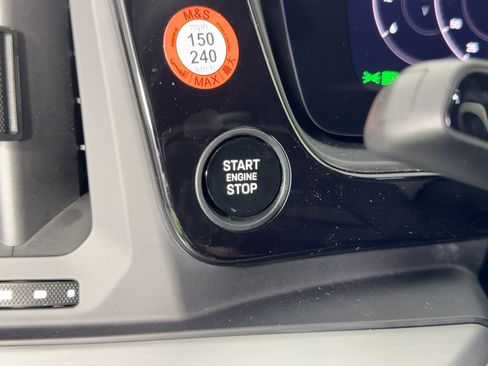 M&S
mph
150
240
km/h
MAX
START
ENGINE
STOP